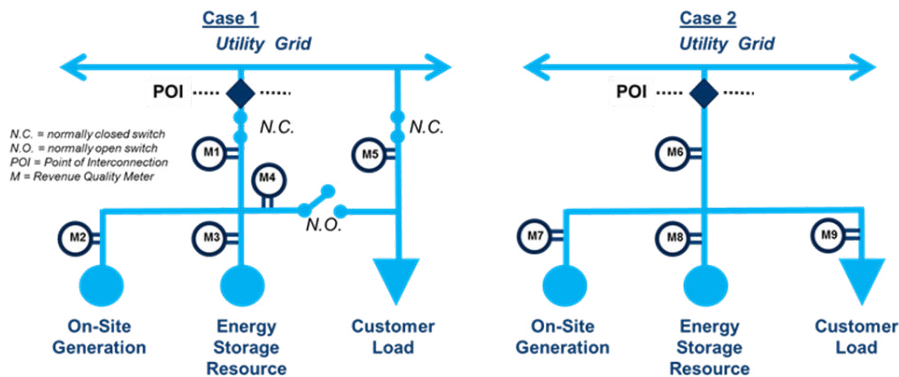 Case 1
Utility Grid
POI
N.C.
N.C.
N.C. = normally closed switch
N.O. = normally open switch
POI = Point of Interconnection
M = Revenue Quality Meter
M1
M5
M4
N.O.
M2
M3
On-Site
Generation
Energy
Storage
Resource
Customer
Load
Case 2
Utility Grid
POI
M6
M7
M8
M9
On-Site
Generation
Energy
Storage
Resource
Customer
Load